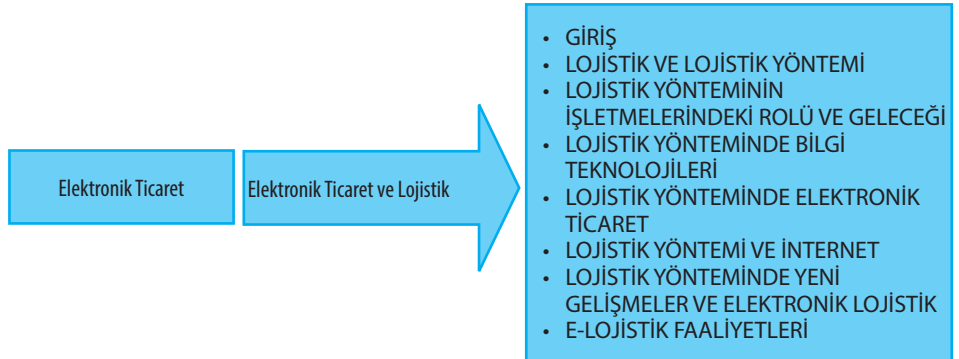 Elektronik Ticaret
Elektronik Ticaret ve Lojistik
• GİRİŞ
• LOJİSTİK VE LOJİSTİK YÖNTEMİ
• LOJİSTİK YÖNTEMİNİN
İŞLETMELERİNDEKİ ROLÜ VE GELECEĞİ
• LOJİSTİK YÖNTEMİNDE BİLGİ
TEKNOLOJİLERİ
• LOJİSTİK YÖNTEMİNDE ELEKTRONİK
TİCARET
• LOJİSTİK YÖNTEMİ VE İNTERNET
• LOJİSTİK YÖNTEMİNDE YENİ
GELİŞMELER VE ELEKTRONİK LOJİSTİK
• E-LOJİSTİK FAALİYETLERİ